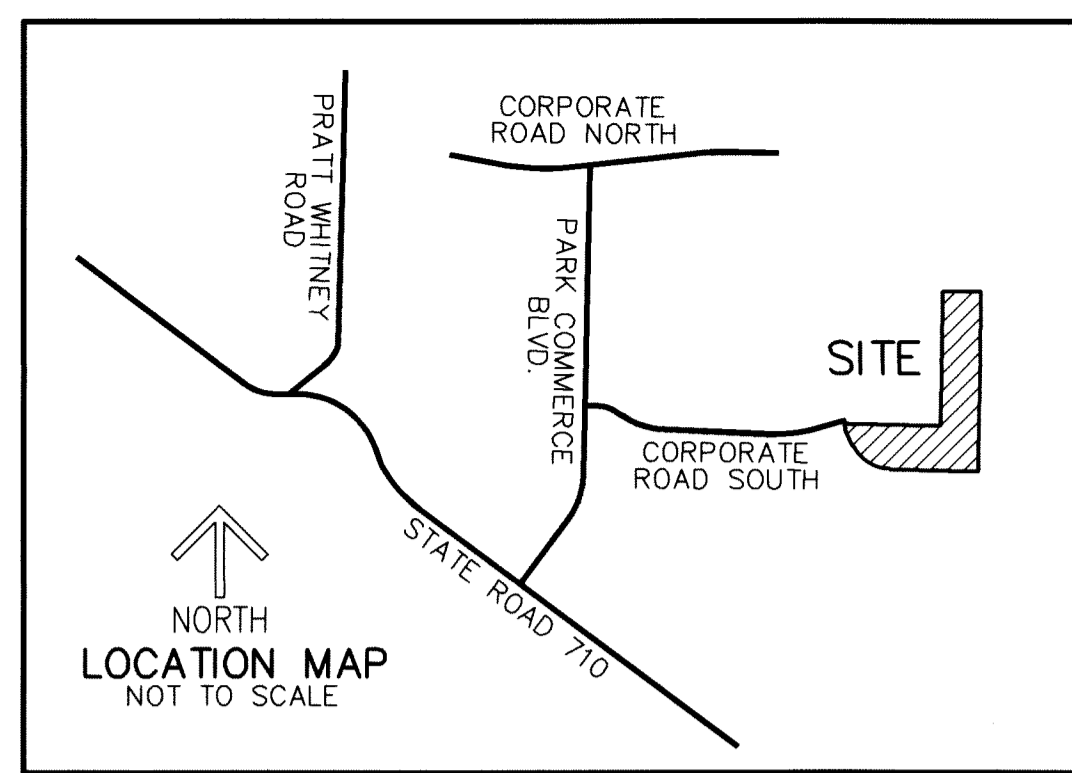 CORPORATE
ROAD NORTH
PRATT WHITNEY
ROAD
PARK COMMERCE
BLVD.
SITE
CORPORATE
ROAD SOUTH
STATE ROAD 710
NORTH
LOCATION MAP
NOT TO SCALE